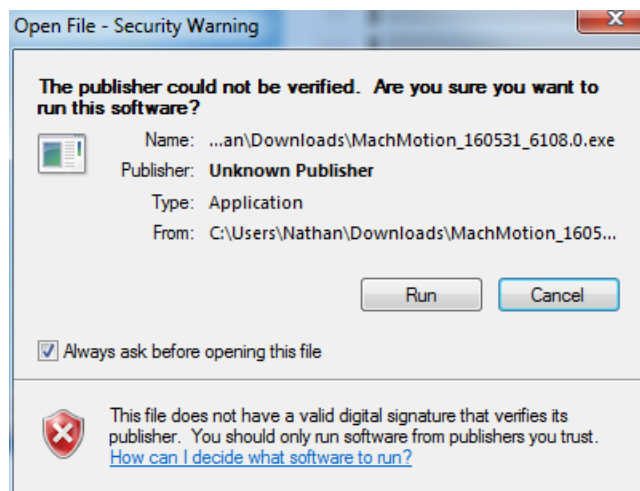 Open File - Security Warning
The publisher could not be verified.  Are you sure you want to
run this software?
Name: ...an\Downloads\MachMotion_160531_6108.0.exe
Publisher: Unknown Publisher
Type: Application
From: C:\Users\Nathan\Downloads\MachMotion_1605...
Run Cancel
Always ask before opening this file
This file does not have a valid digital signature that verifies its
publisher.  You should only run software from publishers you trust.
How can I decide what software to run?